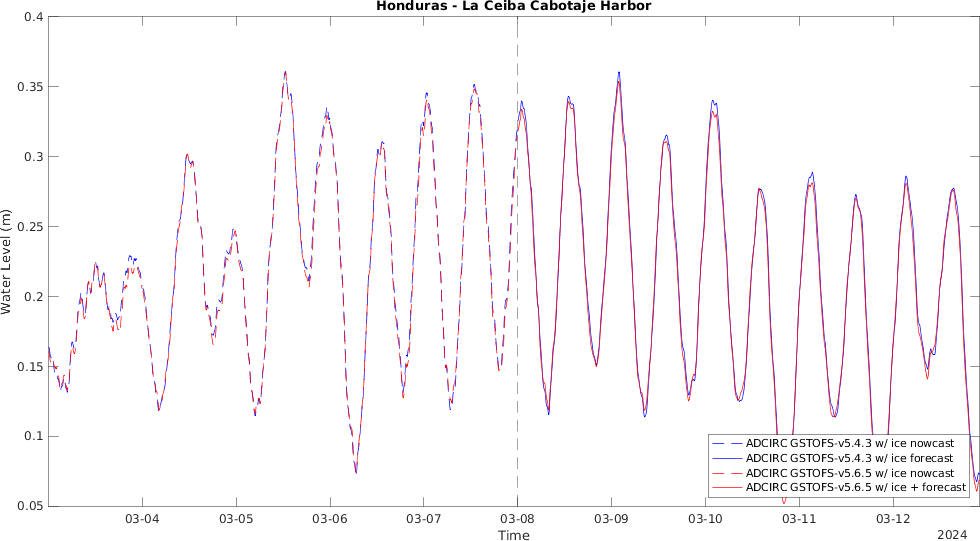 Honduras - La Ceiba Cabotaje Harbor
0.4
0.35
0.3
0.25
0.2
0.15
0.1
0.05
Water Level (m)
ADCIRC GSTOFS-v5.4.3 w/ ice nowcast
ADCIRC GSTOFS-v5.4.3 w/ ice forecast
ADCIRC GSTOFS-v5.6.5 w/ ice nowcast
ADCIRC GSTOFS-v5.6.5 w/ ice + forecast
03-04 03-05 03-06 03-07 03-08 03-09 03-10 03-11 03-12
Time
2024